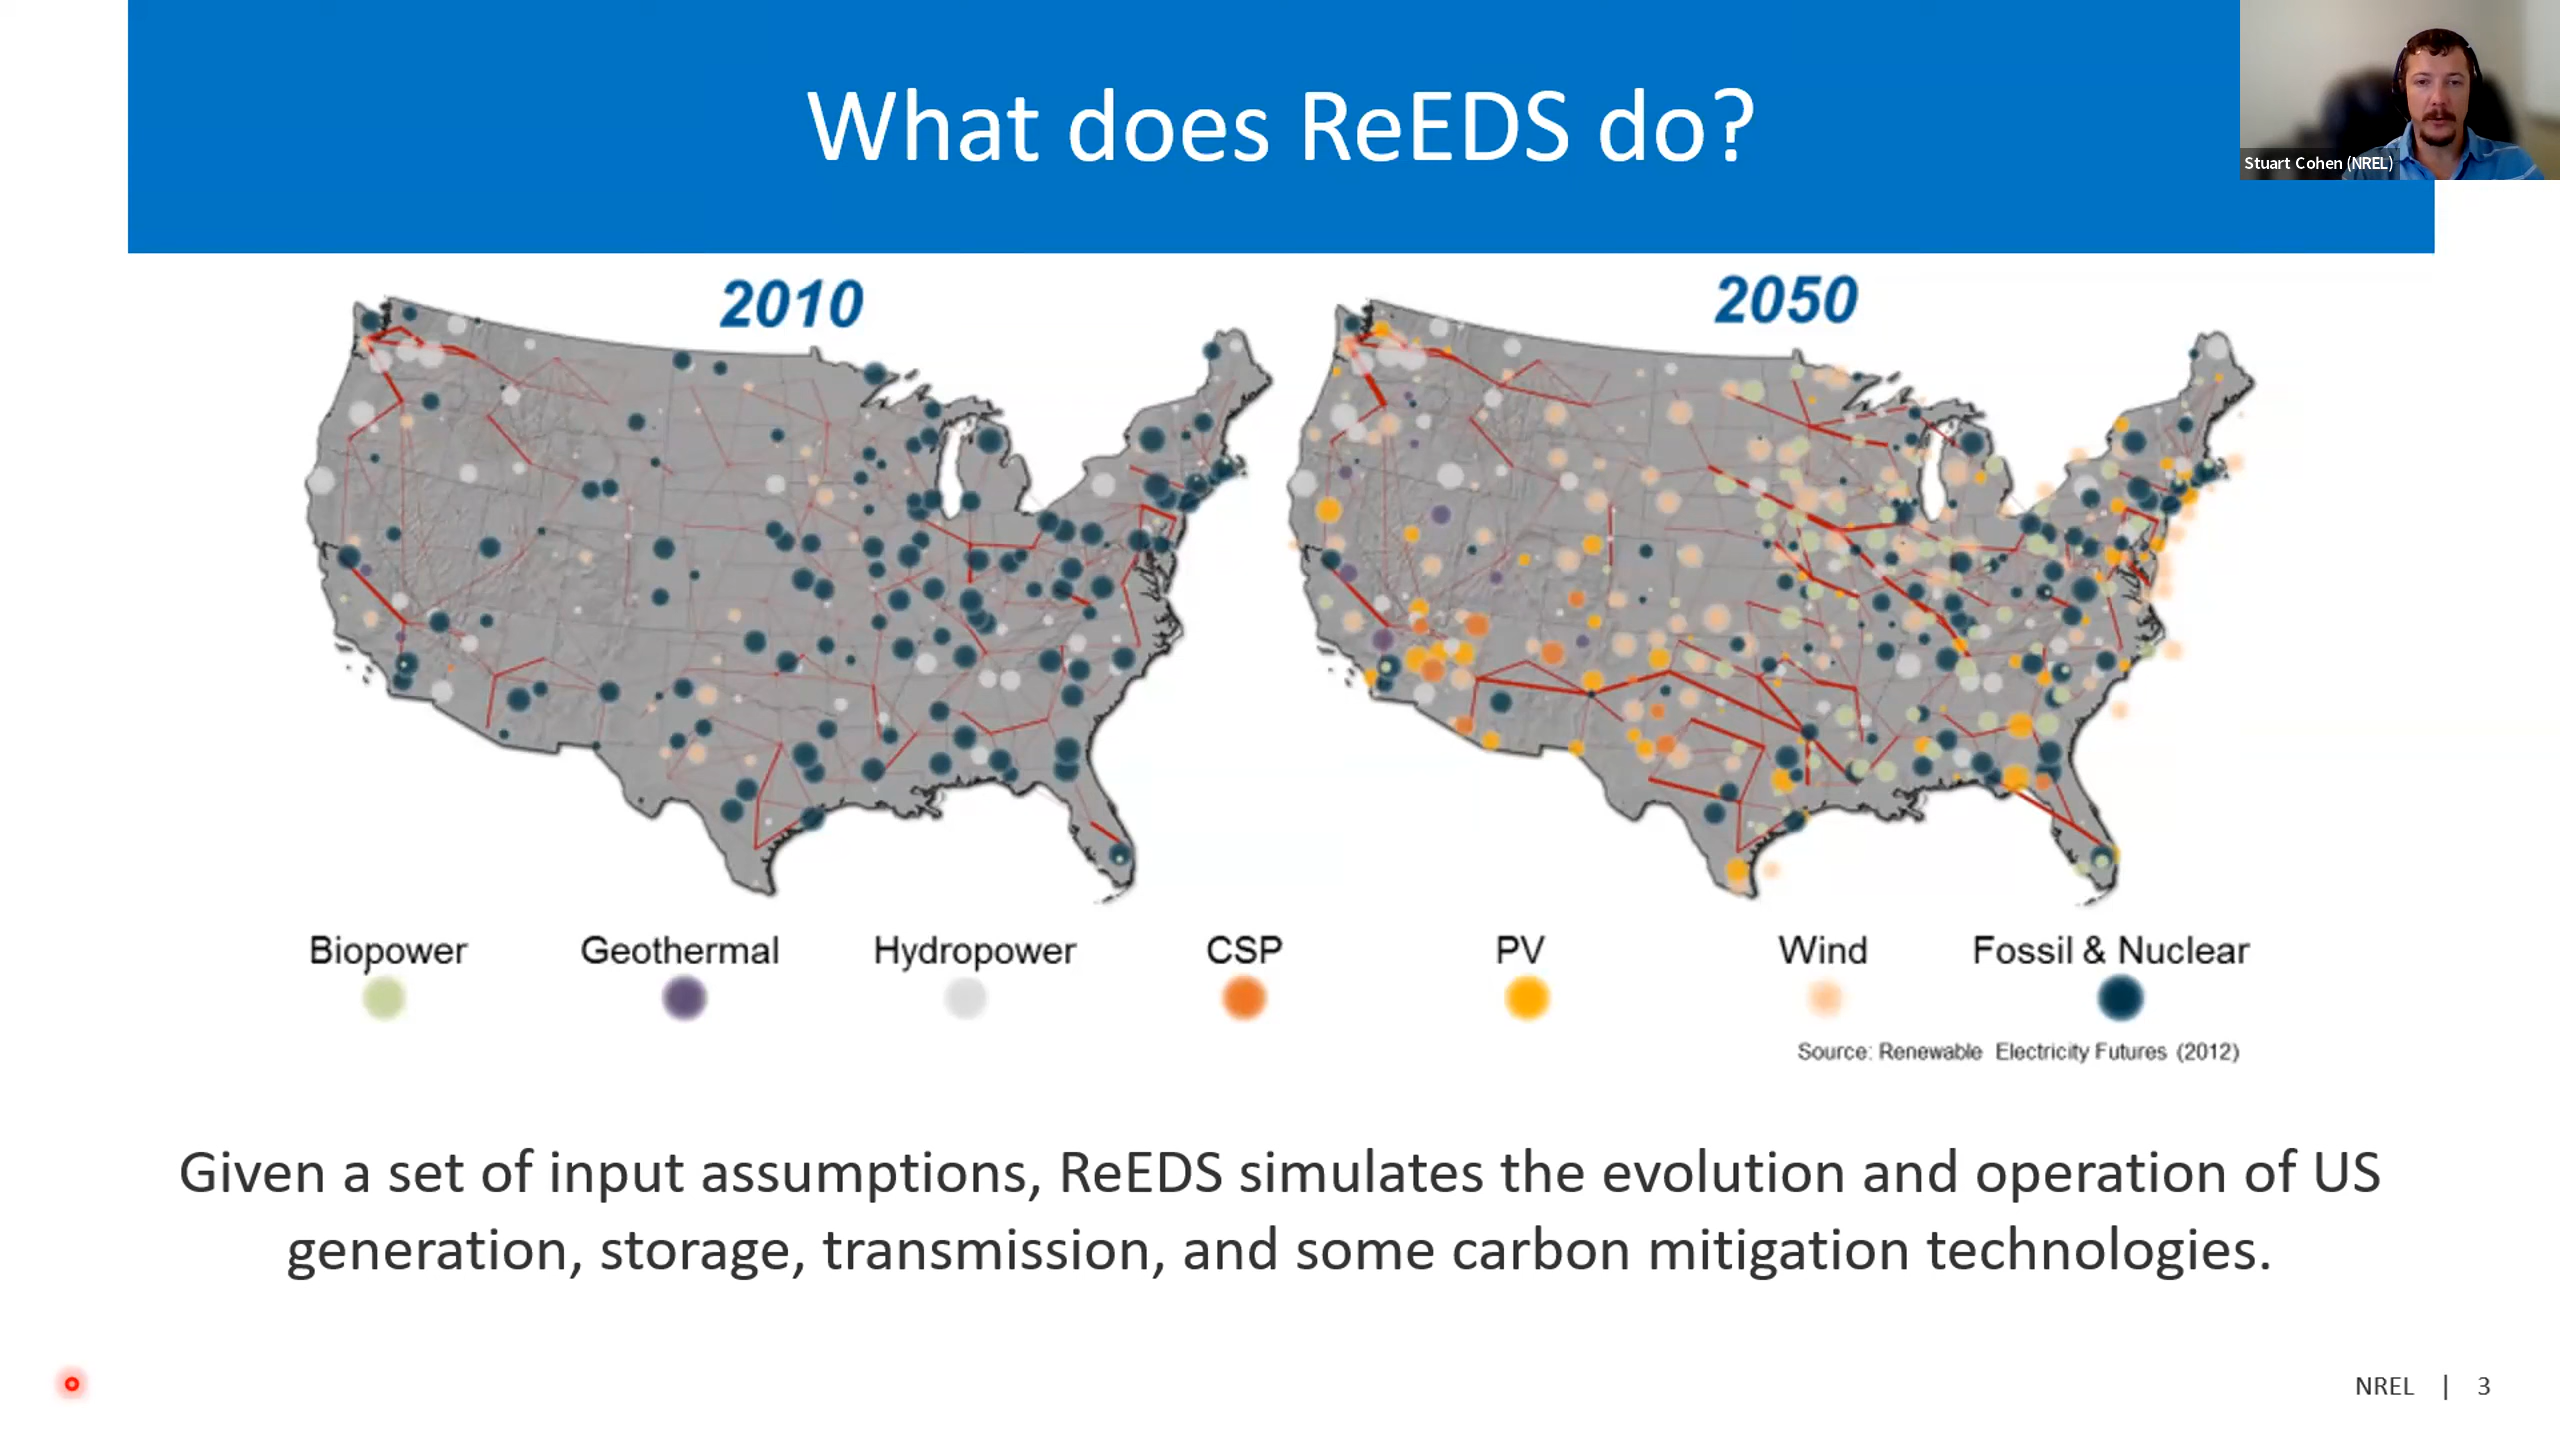 What does ReEDS do?
Stuart Cohen (NREL)
2010
2050
Biopower
Geothermal
Hydropower
CSP
PV
Wind
Fossil & Nuclear
Source: Renewable Electricity Futures (2012)
Given a set of input assumptions, ReEDS simulates the evolution and operation of US
generation, storage, transmission, and some carbon mitigation technologies.
NREL | 3